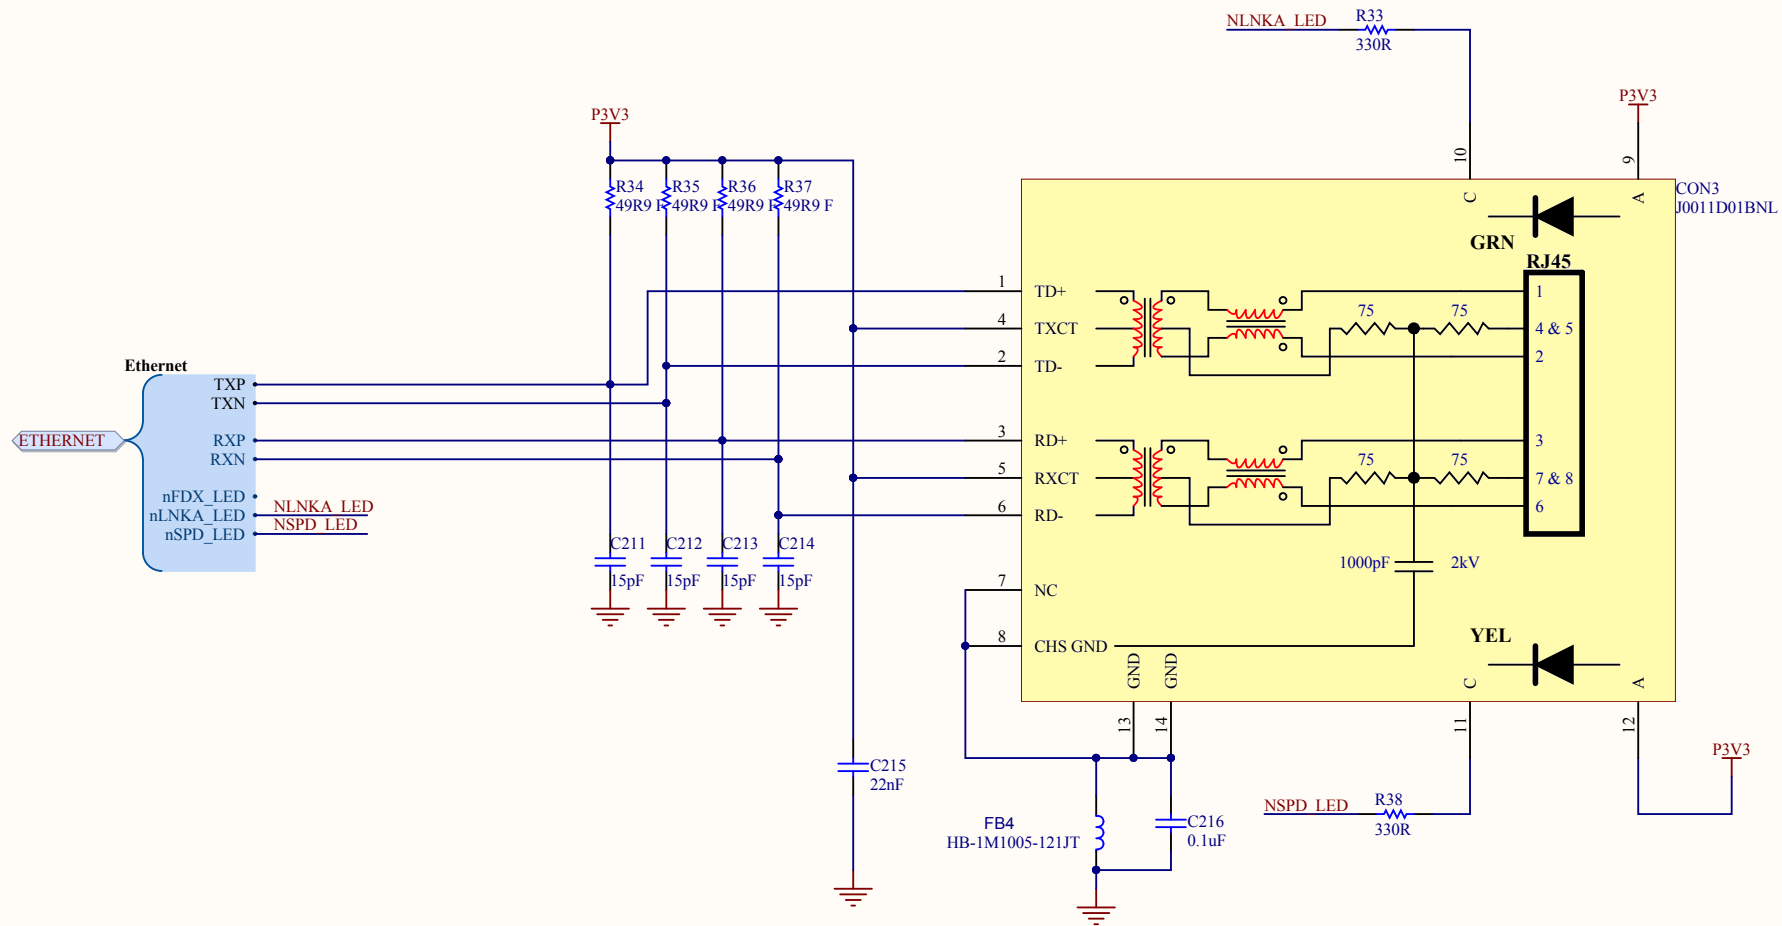 NLNKA_LED
R33
330R
P3V3
10
9
C
A
CON3
J0011D01BNL
GRN
RJ45
P3V3
R34
49R9 F
R35
49R9 F
R36
49R9 F
R37
49R9 F
1
TD+
4
TXCT
2
TD-
3
RD+
5
RXCT
6
RD-
7
NC
8
CHS GND
75
75
1
4 & 5
2
75
75
3
7 & 8
6
1000pF
2kV
Ethernet
ETHERNET
TXP
TXN
RXP
RXN
nFDX_LED
nLNKA_LED
nSPD_LED
NLNKA_LED
NSPD_LED
C211
15pF
C212
15pF
C213
15pF
C214
15pF
YEL
GND
GND
C
A
13
14
11
12
P3V3
C215
22nF
FB4
HB-1M1005-121JT
C216
0.1uF
NSPD_LED
R38
330R